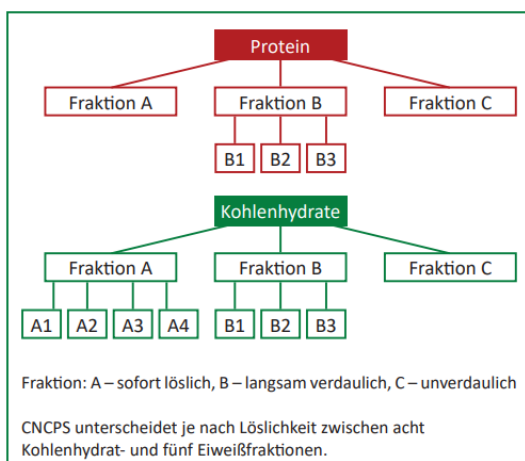 Protein
Fraktion A Fraktion B Fraktion C
B1 B2 B3
Kohlenhydrate
Fraktion A Fraktion B Fraktion C
A1 A2 A3 A4 B1 B2 B3
Fraktion: A – sofort löslich, B – langsam verdaulich, C – unverdaulich
CNCPS unterscheidet je nach Löslichkeit zwischen acht
Kohlenhydrat- und fünf Eiweißfraktionen.